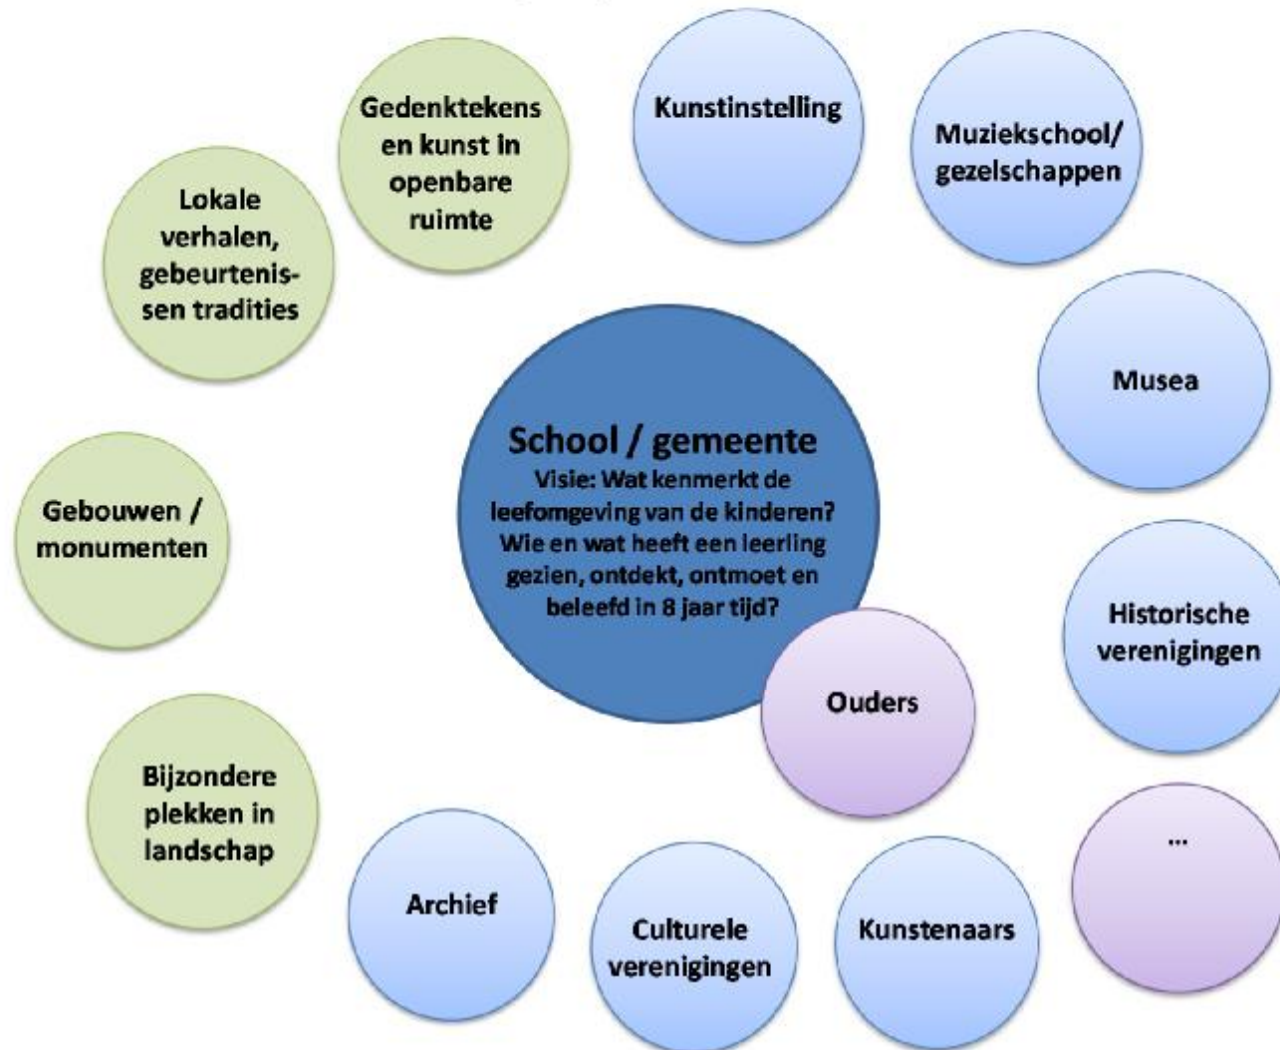 Gedenktekens
en kunst in
openbare
ruimte
Kunstinstelling
Muziekschool/
gezelschappen
Lokale
verhalen,
gebeurtenis-
sen tradities
Musea
School / gemeente
Visie: Wat kenmerkt de
leefomgeving van de kinderen?
Wie en wat heeft een leerling
gezien, ontdekt, ontmoet en
beleefd in 8 jaar tijd?
Gebouwen /
monumenten
Historische
verenigingen
Ouders
Bijzondere
plekken in
landschap
...
Archief
Culturele
verenigingen
Kunstenaars